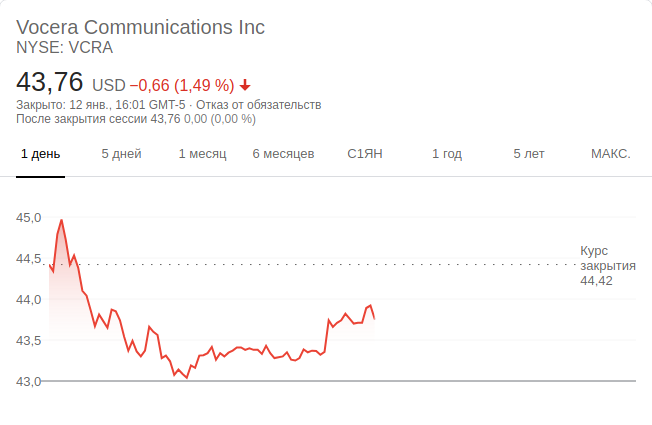 Vocera Communications Inc
NYSE: VCRA
43,76 USD −0,66 (1,49 %)
Закрыто: 12 янв., 16:01 GMT-5 · Отказ от обязательств
После закрытия сессии 43,76 0,00 (0,00 %)
1 день 5 дней 1 месяц 6 месяцев С1ЯН 1 год 5 лет МАКС.
45,0
44,5
44,0
43,5
43,0
Курс
закрытия
44,42